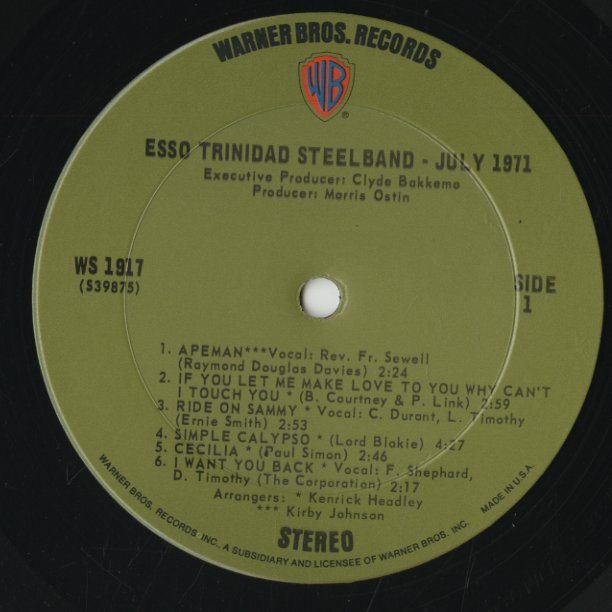 WARNER BROS. RECORDS
WB
®
ESSO TRINIDAD STEELBAND - JULY 1971
Executive Producer: Clyde Bakkemo
Producer: Morris Ostin
WS 1917
(S39875)
SIDE
1
1. APEMAN***Vocal: Rev. Fr. Sewell
(Raymond Douglas Davies) 2:24
2. IF YOU LET ME MAKE LOVE TO YOU WHY CAN'T
I TOUCH YOU * (B. Courtney & P. Link) 2:59
3. RIDE ON SAMMY * Vocal: C. Durant, L. Timothy
(Ernie Smith) 2:53
4. SIMPLE CALYPSO * (Lord Blakie) 4:27
5. CECILIA * (Paul Simon) 2:46
6. I WANT YOU BACK * Vocal: F. Shephard,
D. Timothy (The Corporation) 2:17
Arrangers: * Kenrick Headley
*** Kirby Johnson
STEREO
WARNER BROS. RECORDS INC., A SUBSIDIARY AND LICENSEE OF WARNER BROS. INC. MADE IN U.S.A.